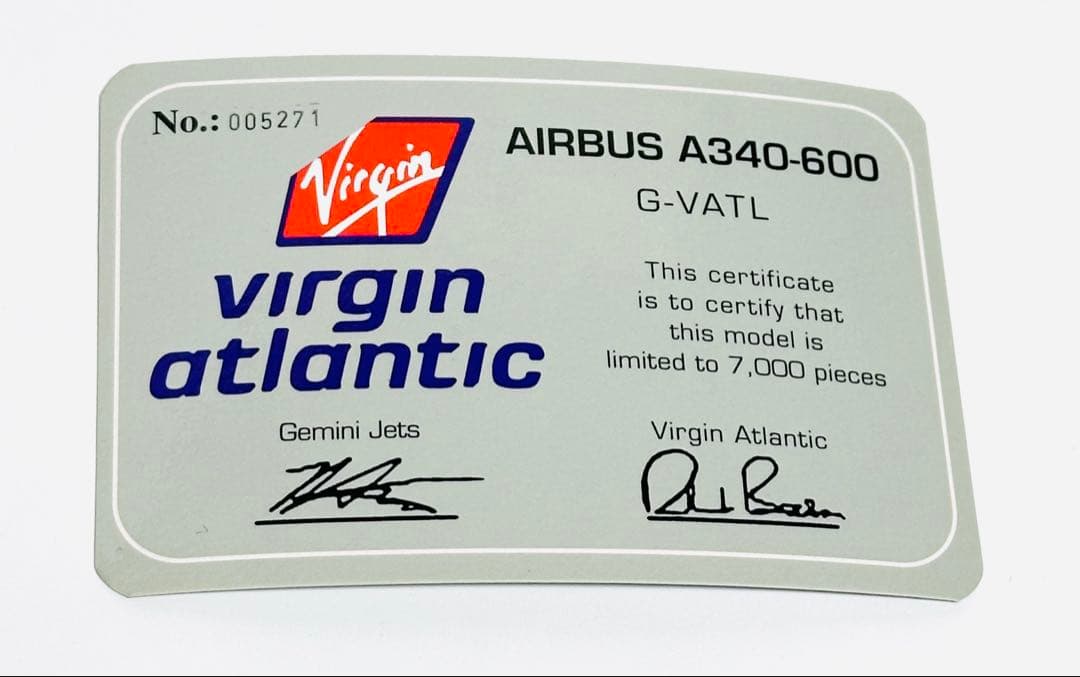 No.: 005271
Virgin
virgin
atlantic
AIRBUS A340-600
G-VATL
This certificate
is to certify that
this model is
limited to 7,000 pieces
Gemini Jets
Virgin Atlantic